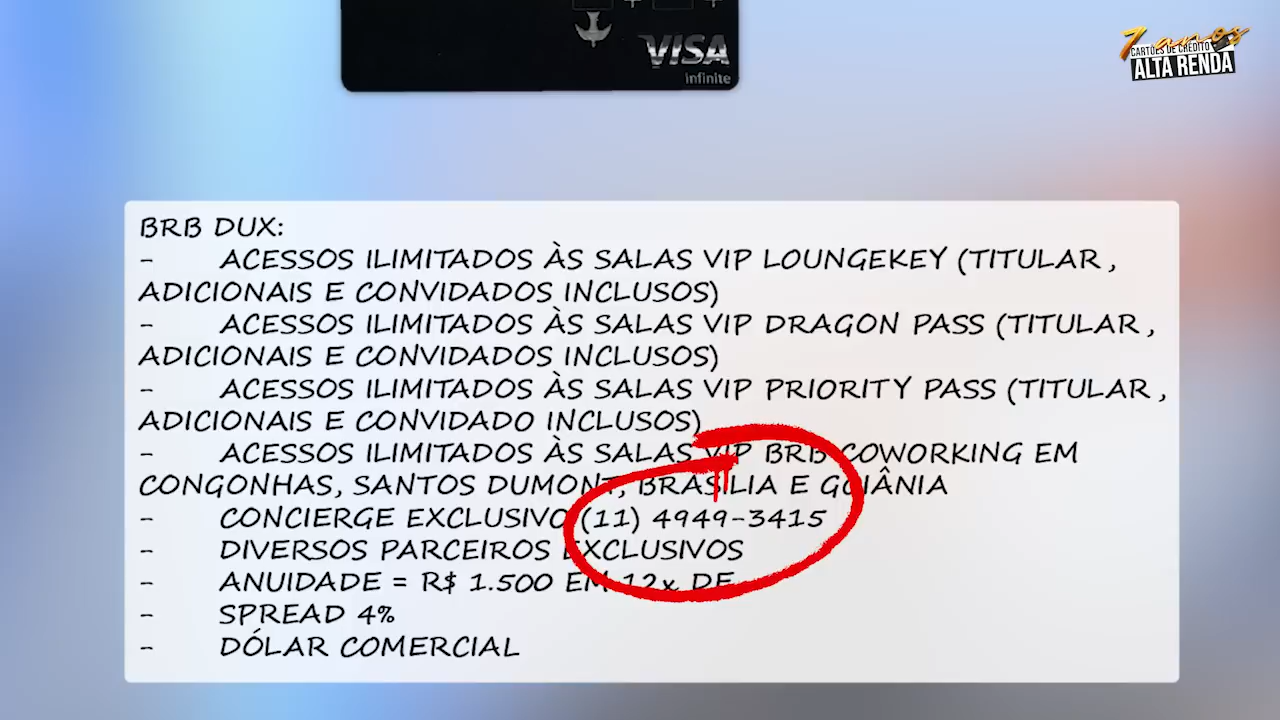 VISA
Infinite
7 anos
CARTÕES DE CRÉDITO
ALTA RENDA
BRB DUX:
- ACESSOS ILIMITADOS ÀS SALAS VIP LOUNGEKEY (TITULAR,
ADICIONAIS E CONVIDADOS INCLUSOS)
- ACESSOS ILIMITADOS ÀS SALAS VIP DRAGON PASS (TITULAR,
ADICIONAIS E CONVIDADOS INCLUSOS)
- ACESSOS ILIMITADOS ÀS SALAS VIP PRIORITY PASS (TITULAR,
ADICIONAIS E CONVIDADO INCLUSOS)
- ACESSOS ILIMITADOS ÀS SALAS VIP BRB COWORKING EM
CONGONHAS, SANTOS DUMONT, BRASÍLIA E GOIÂNIA
- CONCIERGE EXCLUSIVO (11) 4949-3415
- DIVERSOS PARCEIROS EXCLUSIVOS
- ANUIDADE = R$ 1.500 EM 12x DE
- SPREAD 4%
- DÓLAR COMERCIAL